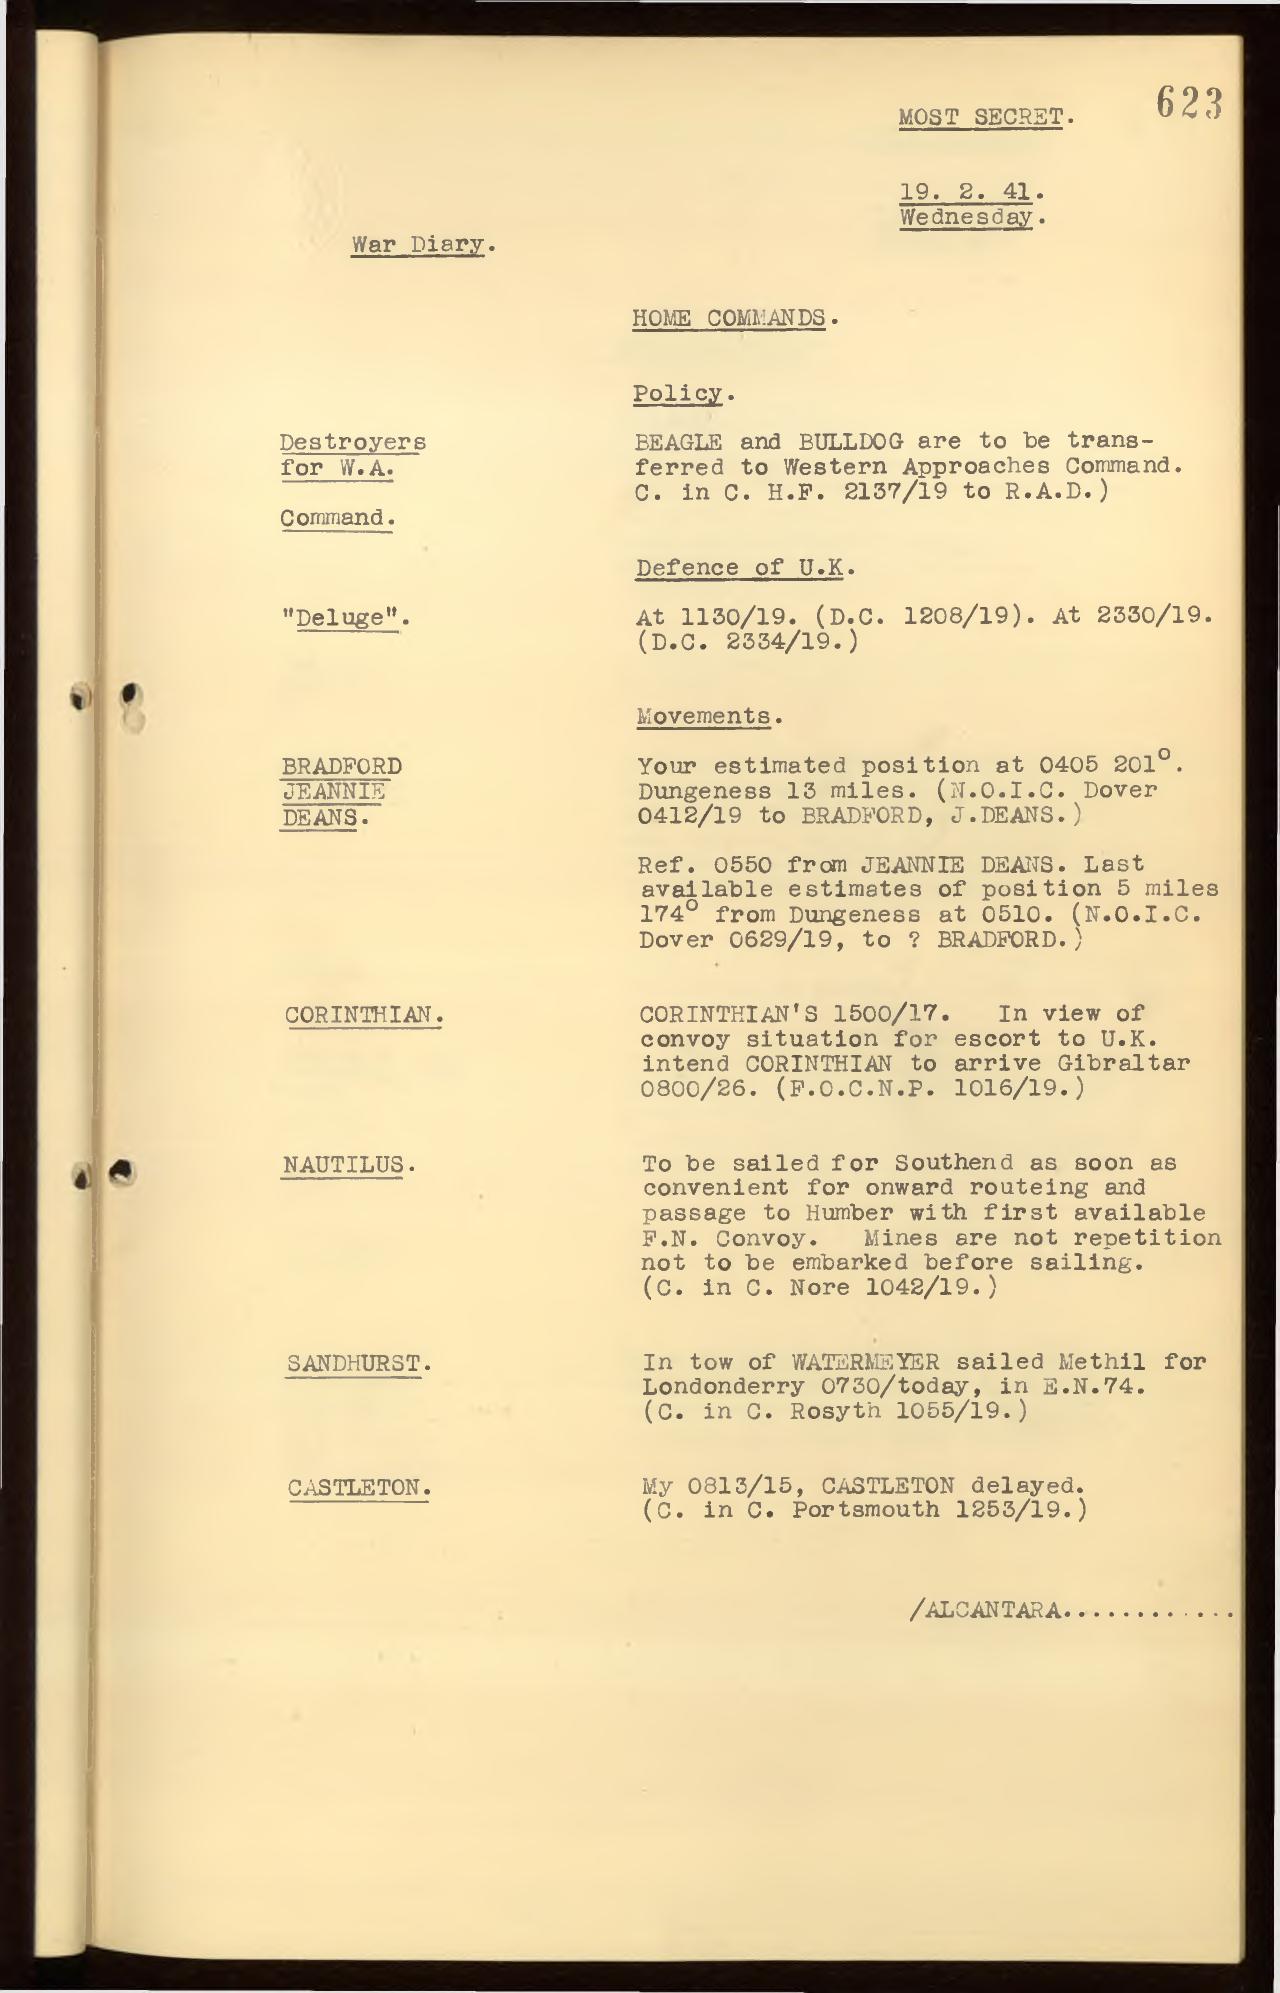 623
MOST SECRET.
19. 2. 41.
Wednesday.
War Diary.
HOME COMMANDS.
Policy.
Destroyers
for W.A.
Command.
BEAGLE and BULLDOG are to be trans-
ferred to Western Approaches Command.
C. in C. H.F. 2137/19 to R.A.D.)
Defence of U.K.
"Deluge".
At 1130/19. (D.C. 1208/19). At 2330/19.
(D.C. 2334/19.)
Movements.
BRADFORD
JEANNIE
DEANS.
Your estimated position at 0405 201°.
Dungeness 13 miles. (N.O.I.C. Dover
0412/19 to BRADFORD, J.DEANS.)
Ref. 0550 from JEANNIE DEANS. Last
available estimates of position 5 miles
174° from Dungeness at 0510. (N.O.I.C.
Dover 0629/19, to ? BRADFORD.)
CORINTHIAN.
CORINTHIAN'S 1500/17. In view of
convoy situation for escort to U.K.
intend CORINTHIAN to arrive Gibraltar
0800/26. (F.O.C.N.P. 1016/19.)
NAUTILUS.
To be sailed for Southend as soon as
convenient for onward routeing and
passage to Humber with first available
F.N. Convoy. Mines are not repetition
not to be embarked before sailing.
(C. in C. Nore 1042/19.)
SANDHURST.
In tow of WATERMEYER sailed Methil for
Londonderry 0730/today, in E.N.74.
(C. in C. Rosyth 1055/19.)
CASTLETON.
My 0813/15, CASTLETON delayed.
(C. in C. Portsmouth 1253/19.)
/ALCANTARA.............